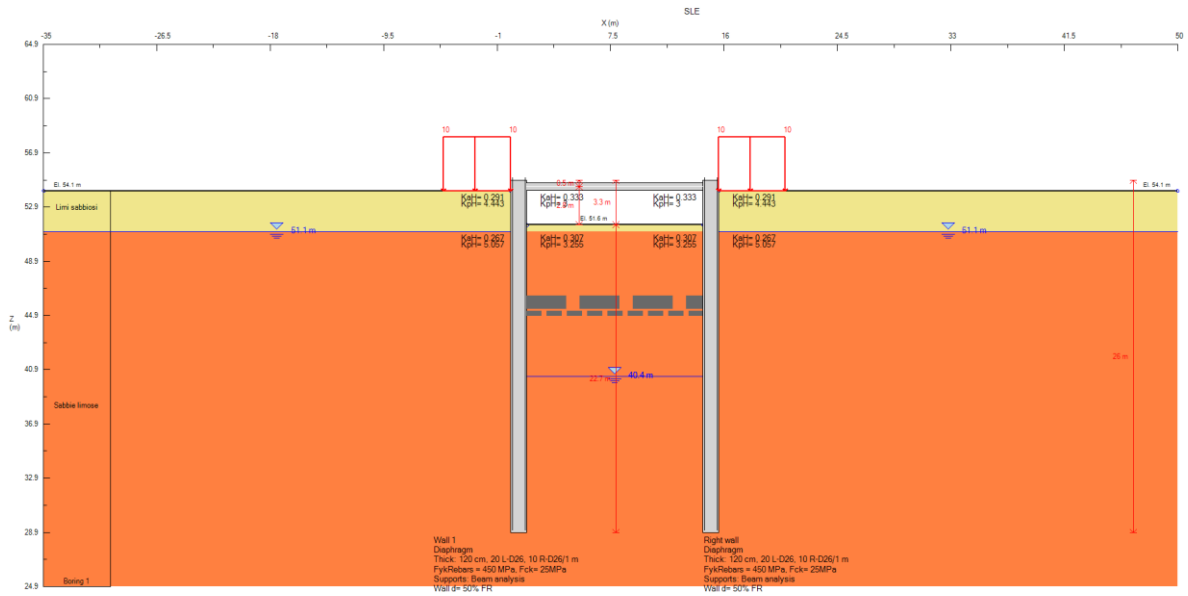 SLE
X (m)
-35 -26.5 -18 -9.5 -1 7.5 16 24.5 33 41.5 50
64.9
60.9
56.9
52.9
48.9
44.9
40.9
36.9
32.9
28.9
24.9
Z
(m)
10 10 10 10
El. 54.1 m
El. 54.1 m
0.5 m
3.3 m
KaH= 0.291
KpH= 4.443
KaH= 0.333
KaH= 0.333
KpH= 3
KaH= 0.291
KpH= 4.443
El. 51.6 m
Limi sabbiosi
51.1 m
51.1 m
KaH= 0.267
KpH= 5.057
KaH= 0.307
KpH= 3.255
KaH= 0.307
KpH= 3.255
KaH= 0.267
KpH= 5.057
40.4 m
22.7 m
26 m
Sabbie limose
Boring 1
Wall 1
Diaphragm
Thick: 120 cm, 20 L-D26, 10 R-D26/1 m
FykRebars = 450 MPa, Fck= 25MPa
Supports: Beam analysis
Wall d= 50% FR
Right wall
Diaphragm
Thick: 120 cm, 20 L-D26, 10 R-D26/1 m
FykRebars = 450 MPa, Fck= 25MPa
Supports: Beam analysis
Wall d= 50% FR